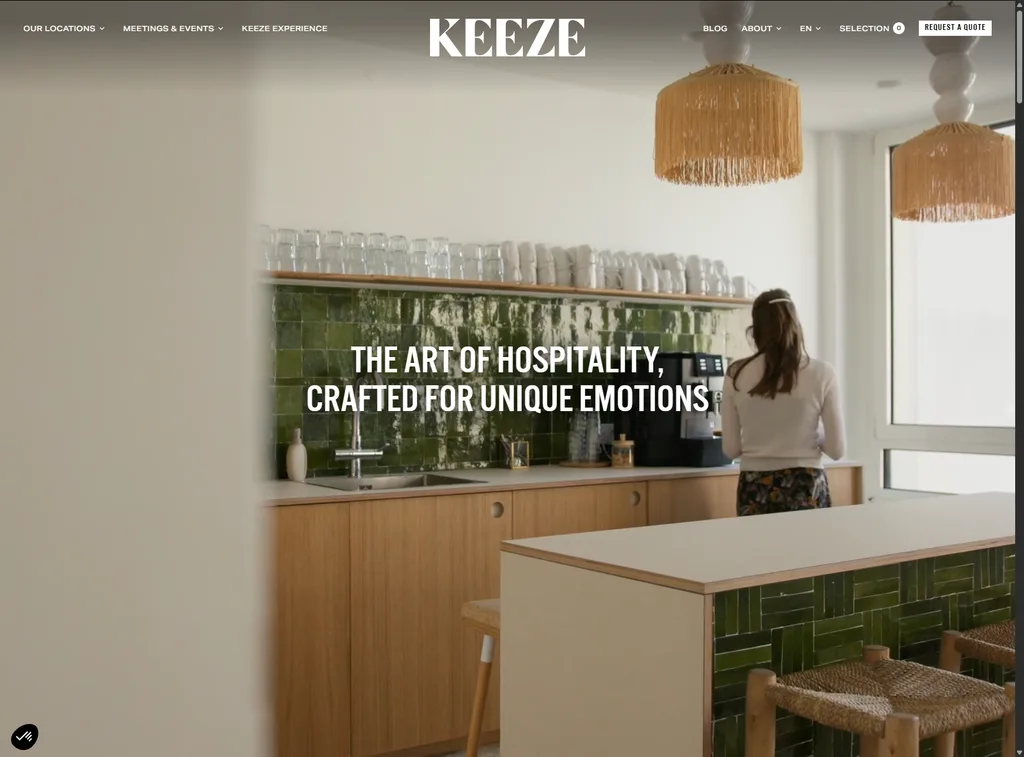 OUR LOCATIONS
MEETINGS & EVENTS
KEEZE EXPERIENCE
KEEZE
BLOG
ABOUT
EN
SELECTION 0
REQUEST A QUOTE
THE ART OF HOSPITALITY,
CRAFTED FOR UNIQUE EMOTIONS